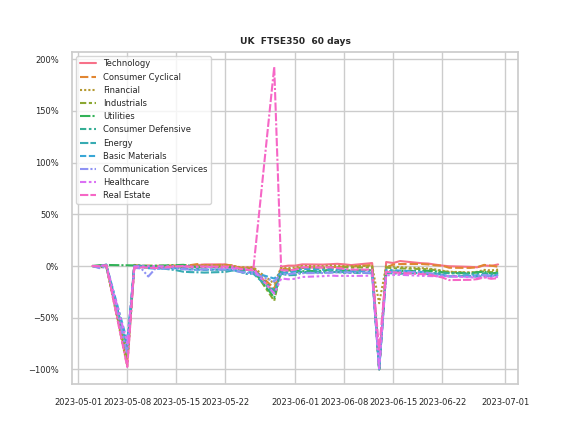 UK FTSE350 60 days
200%
150%
100%
50%
0%
−50%
−100%
Technology
Consumer Cyclical
Financial
Industrials
Utilities
Consumer Defensive
Energy
Basic Materials
Communication Services
Healthcare
Real Estate
2023-05-01 2023-05-08 2023-05-15 2023-05-22 2023-06-01 2023-06-08 2023-06-15 2023-06-22 2023-07-01